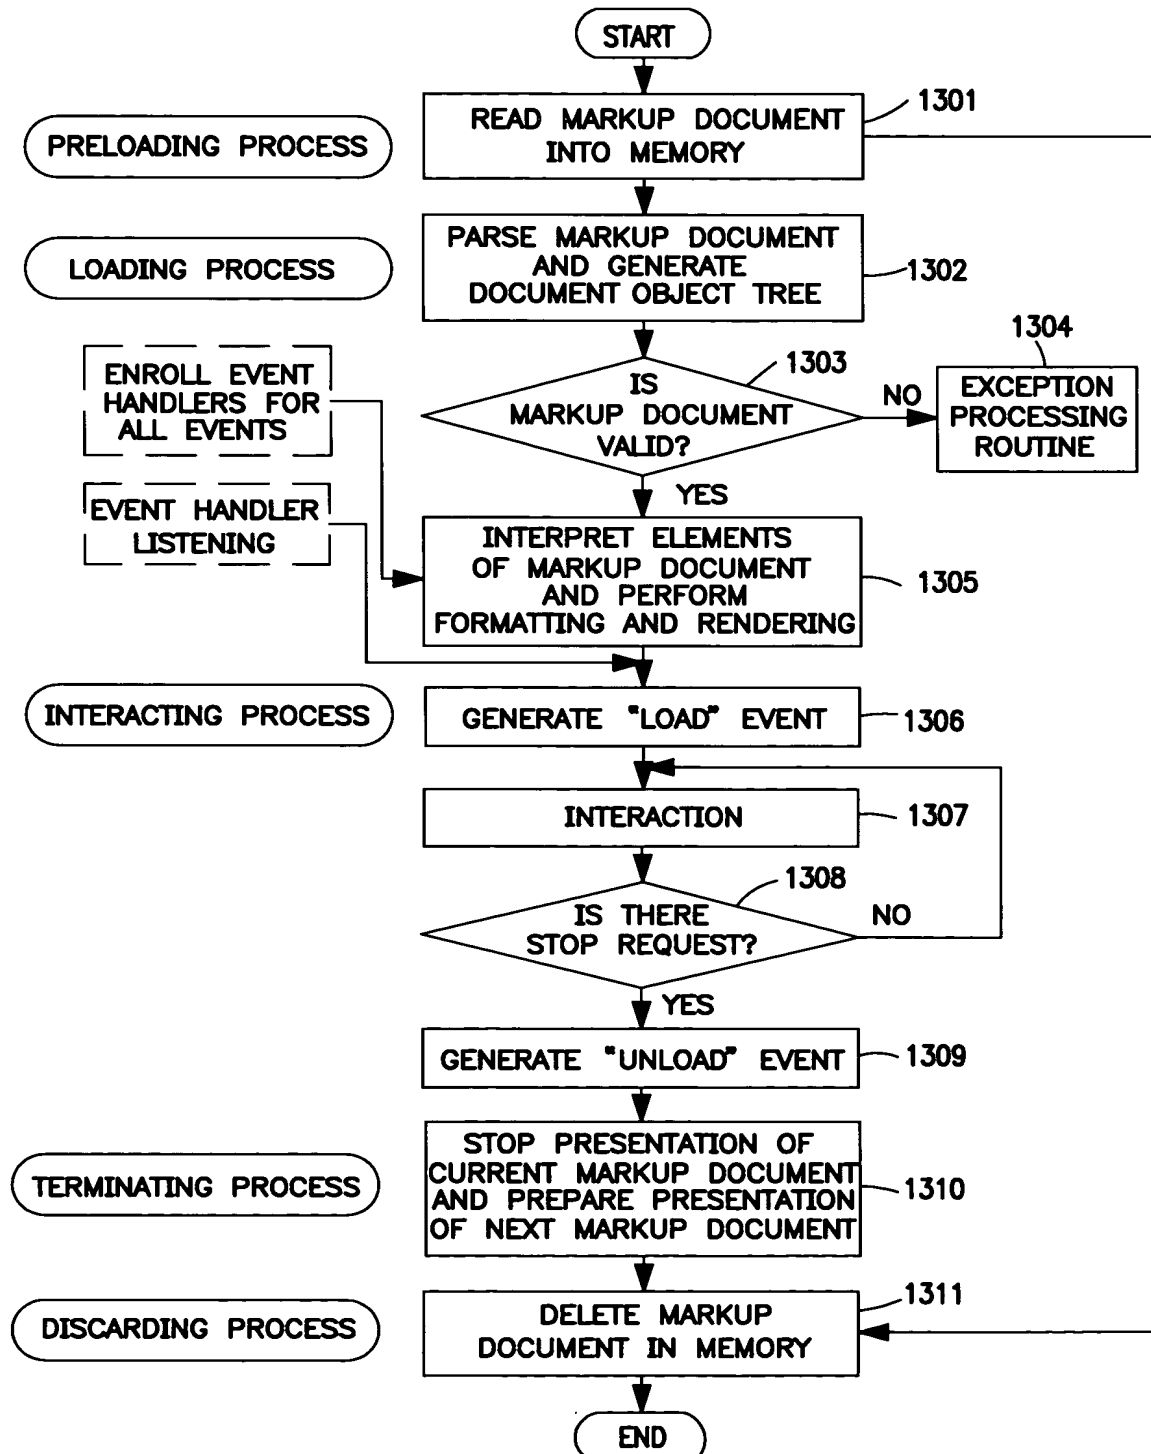 START
1301
READ MARKUP DOCUMENT
INTO MEMORY
PRELOADING PROCESS
PARSE MARKUP DOCUMENT
AND GENERATE
DOCUMENT OBJECT TREE
1302
LOADING PROCESS
1304
1303
ENROLL EVENT
HANDLERS FOR
ALL EVENTS
IS
MARKUP DOCUMENT
VALID?
NO
EXCEPTION
PROCESSING
ROUTINE
YES
EVENT HANDLER
LISTENING
INTERPRET ELEMENTS
OF MARKUP DOCUMENT
AND PERFORM
FORMATTING AND RENDERING
1305
INTERACTING PROCESS
GENERATE "LOAD" EVENT
1306
INTERACTION
1307
1308
IS THERE
STOP REQUEST?
NO
YES
GENERATE "UNLOAD" EVENT
1309
TERMINATING PROCESS
STOP PRESENTATION OF
CURRENT MARKUP DOCUMENT
AND PREPARE PRESENTATION
OF NEXT MARKUP DOCUMENT
1310
1311
DISCARDING PROCESS
DELETE MARKUP
DOCUMENT IN MEMORY
END